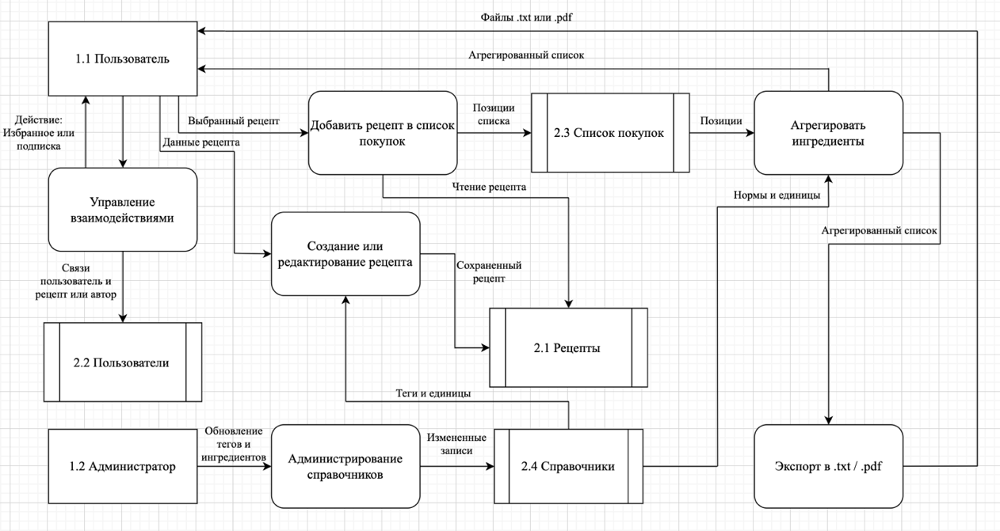 Файлы .txt или .pdf
1.1 Пользователь
Агрегированный список
Действие:
Избранное или
подписка
Выбранный рецепт
Данные рецепта
Добавить рецепт в список
покупок
Позиции
списка
2.3 Список покупок
Позиции
Агрегировать
ингредиенты
Чтение рецепта
Нормы и единицы
Управление
взаимодействиями
Агрегированный список
Создание или
редактирование рецепта
Сохраненный
рецепт
Связи
пользователь и
рецепт или автор
2.1 Рецепты
2.2 Пользователи
Теги и единицы
1.2 Администратор
Обновление
тегов и
ингредиентов
Администрирование
справочников
Измененные
записи
2.4 Справочники
Экспорт в .txt / .pdf